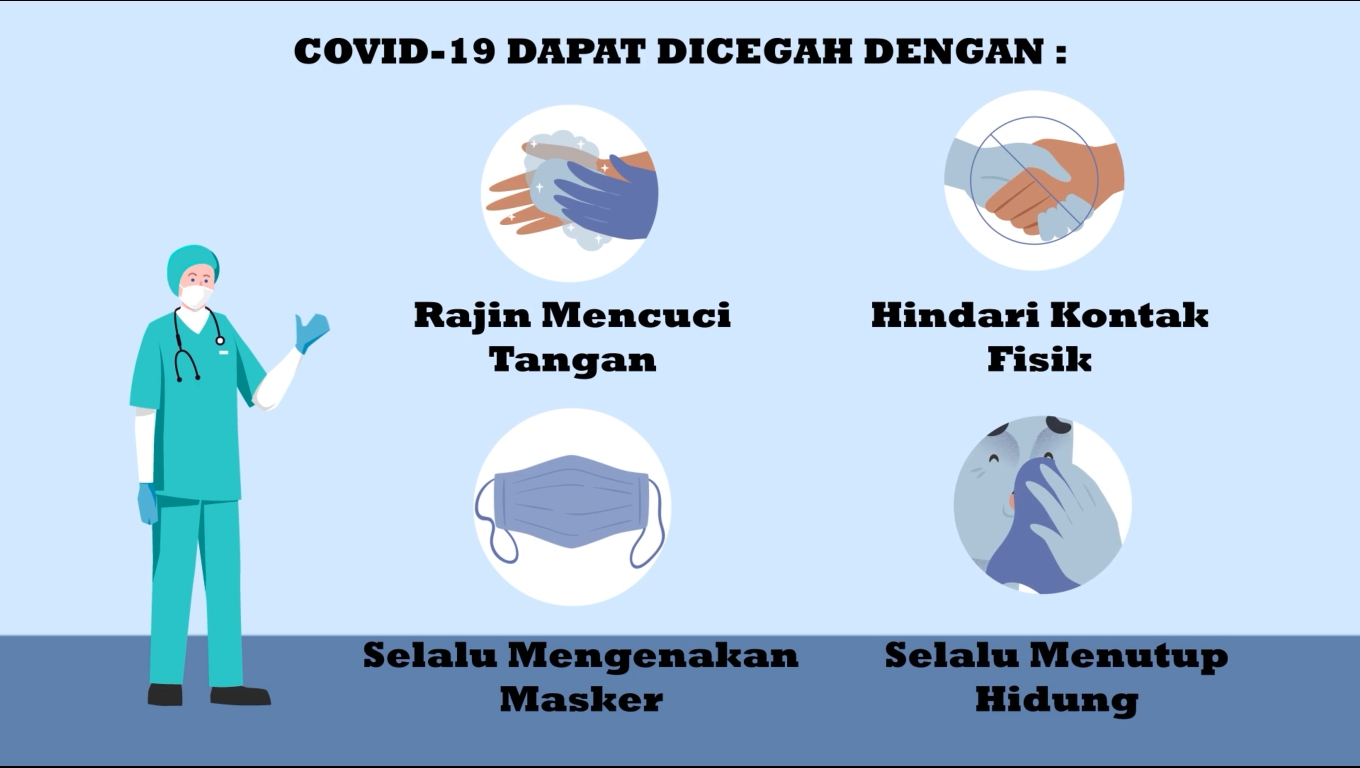 COVID-19 DAPAT DICEGAH DENGAN :
Rajin Mencuci
Tangan
Hindari Kontak
Fisik
Selalu Mengenakan
Masker
Selalu Menutup
Hidung